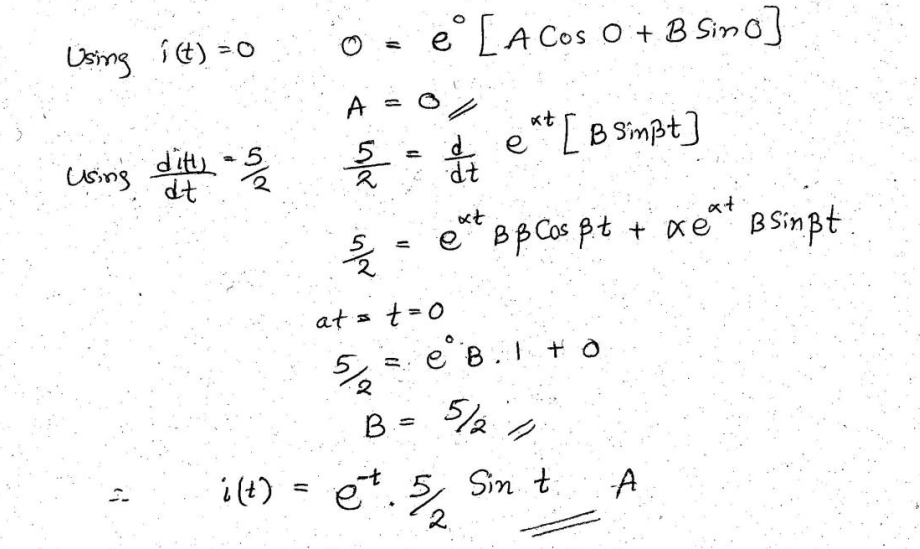 Using i(t) = 0 0 = e⁰ [A Cos 0 + B Sin 0]
A = 0 //
Using di(t)/dt = 5/2 5/2 = d/dt e^αt [B Sinβt]
5/2 = e^αt Bβ Cos βt + αe^αt B Sinβt.
at = t = 0
5/2 = e⁰ B . 1 + 0
B = 5/2 //
∴ i(t) = e^-t . 5/2 Sin t A